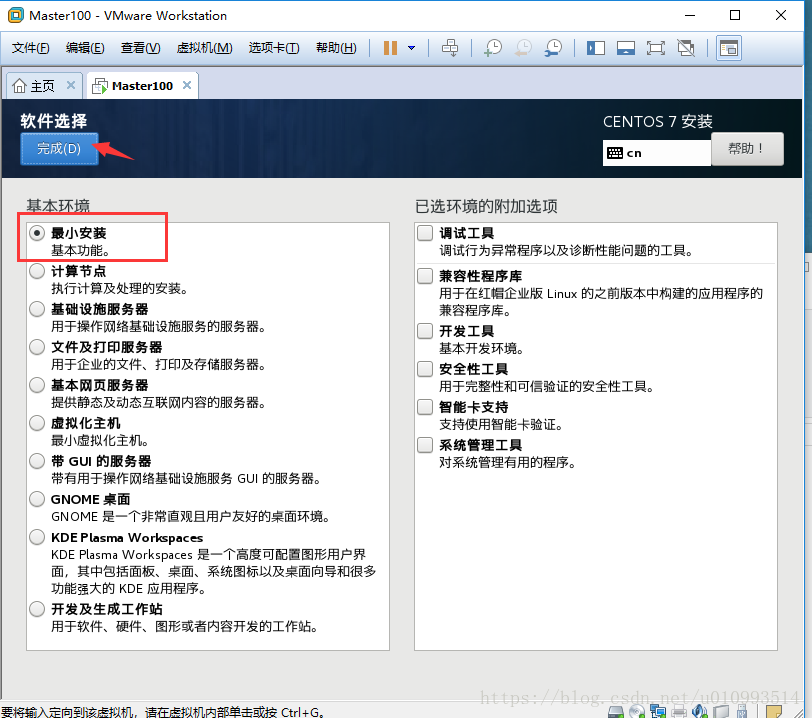 Master100 - VMware Workstation
文件(F) 编辑(E) 查看(V) 虚拟机(M) 选项卡(T) 帮助(H)
主页 Master100
软件选择
CENTOS 7 安装
完成(D)
cn
帮助！
基本环境
最小安装
基本功能。
计算节点
执行计算及处理的安装。
基础设施服务器
用于操作网络基础设施服务的服务器。
文件及打印服务器
用于企业的文件、打印及存储服务器。
基本网页服务器
提供静态及动态互联网内容的服务器。
虚拟化主机
最小虚拟化主机。
带 GUI 的服务器
带有用于操作网络基础设施服务 GUI 的服务器。
GNOME 桌面
GNOME 是一个非常直观且用户友好的桌面环境。
KDE Plasma Workspaces
KDE Plasma Workspaces 是一个高度可配置图形用户界
面，其中包括面板、桌面、系统图标以及桌面向导和很多
功能强大的 KDE 应用程序。
开发及生成工作站
用于软件、硬件、图形或者内容开发的工作站。
已选环境的附加选项
调试工具
调试行为异常程序以及诊断性能问题的工具。
兼容性程序库
用于在红帽企业版 Linux 的之前版本中构建的应用程序的
兼容程序库。
开发工具
基本开发环境。
安全性工具
用于完整性和可信验证的安全性工具。
智能卡支持
支持使用智能卡验证。
系统管理工具
对系统管理有用的程序。
https://blog.csdn.net/u010993514
要将输入定向到该虚拟机，请在虚拟机内部单击或按 Ctrl+G。